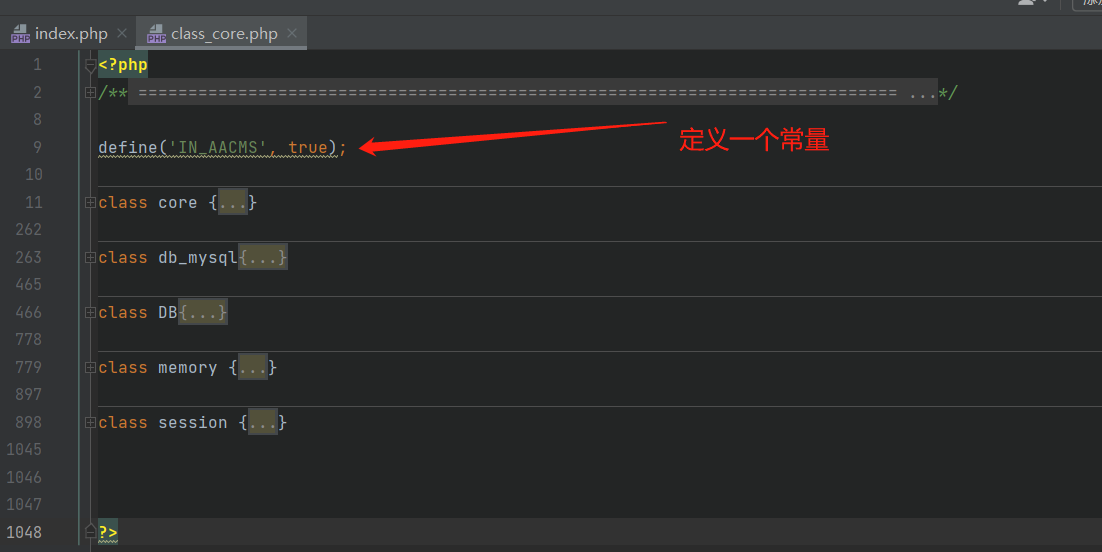 index.php
class_core.php
1 <?php
2 /** ============================================================================ ...*/
8
9 define('IN_AACMS', true); 定义一个常量
10
11 class core {...}
262
263 class db_mysql{...}
465
466 class DB{...}
778
779 class memory {...}
897
898 class session {...}
1045
1046
1047
1048 ?>